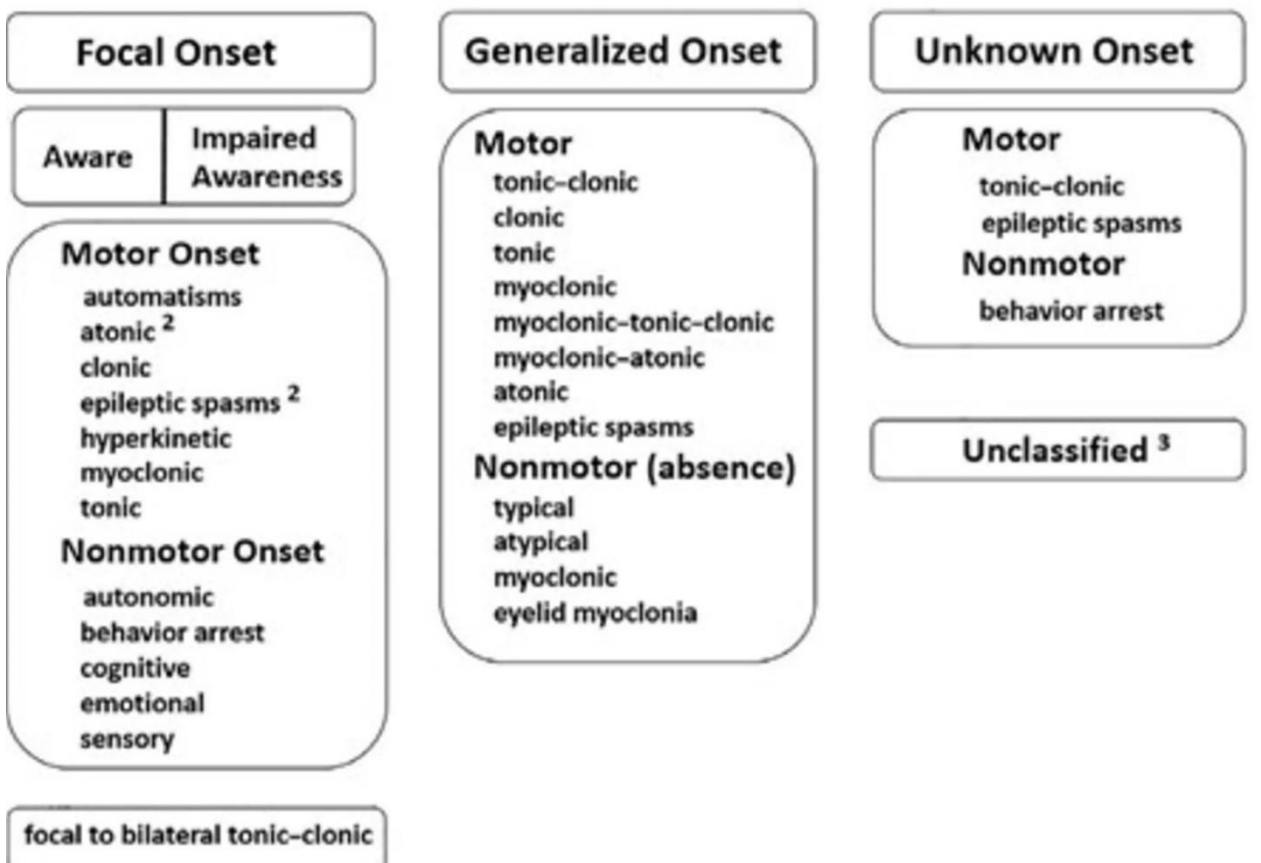 Focal Onset
Aware
Impaired
Awareness
Motor Onset
automatisms
atonic ²
clonic
epileptic spasms ²
hyperkinetic
myoclonic
tonic
Nonmotor Onset
autonomic
behavior arrest
cognitive
emotional
sensory
focal to bilateral tonic–clonic
Generalized Onset
Motor
tonic–clonic
clonic
tonic
myoclonic
myoclonic–tonic–clonic
myoclonic–atonic
atonic
epileptic spasms
Nonmotor (absence)
typical
atypical
myoclonic
eyelid myoclonia
Unknown Onset
Motor
tonic–clonic
epileptic spasms
Nonmotor
behavior arrest
Unclassified ³